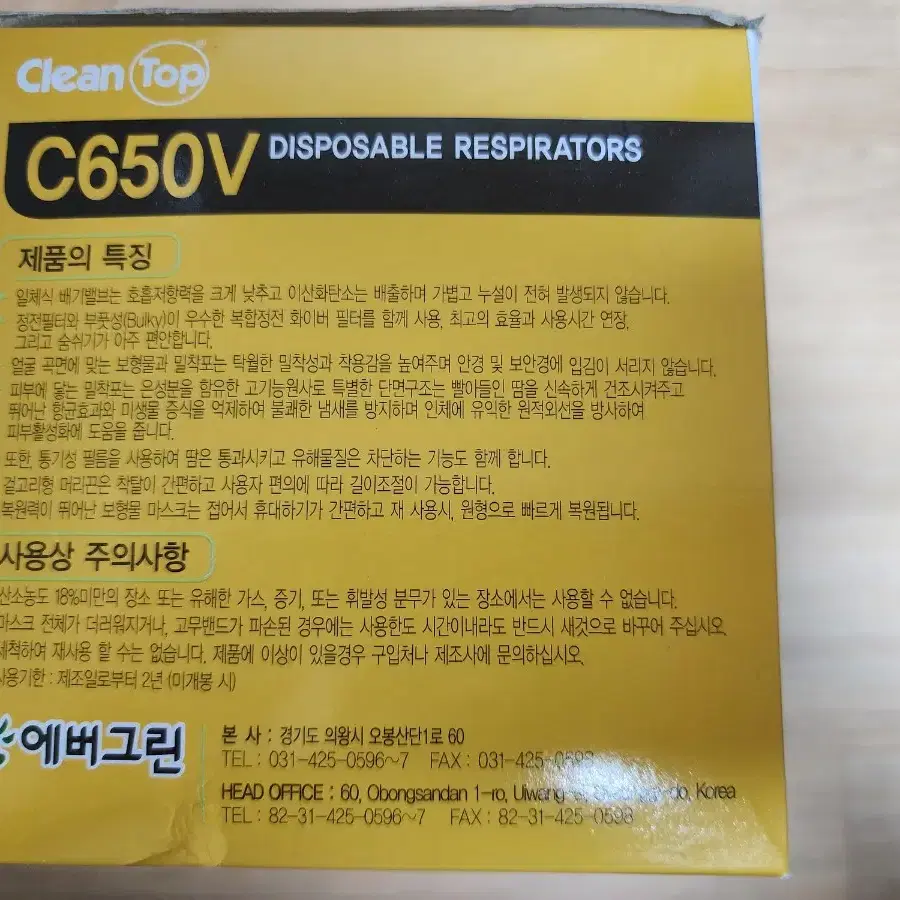 Clean Top
C650V DISPOSABLE RESPIRATORS
제품의 특징
일체식 배기밸브는 호흡저항력을 크게 낮추고 이산화탄소는 배출하며 가볍고 누설이 전혀 발생되지 않습니다.
정전필터와 부풋성(Bulky)이 우수한 복합정전 화이버 필터를 함께 사용, 최고의 효율과 사용시간 연장,
그리고 숨쉬기가 아주 편안합니다.
얼굴 곡면에 맞는 보형물과 밀착포는 탁월한 밀착성과 착용감을 높여주며 안경 및 보안경에 입김이 서리지 않습니다.
피부에 닿는 밀착포는 은성분을 함유한 고기능원사로 특별한 단면구조는 빨아들인 땀을 신속하게 건조시켜주고
뛰어난 항균효과와 미생물 증식을 억제하여 불쾌한 냄새를 방지하며 인체에 유익한 원적외선을 방사하여
피부활성화에 도움을 줍니다.
또한, 통기성 필름을 사용하여 땀은 통과시키고 유해물질은 차단하는 기능도 함께 합니다.
걸고리형 머리끈은 착탈이 간편하고 사용자 편의에 따라 길이조절이 가능합니다.
복원력이 뛰어난 보형물 마스크는 접어서 휴대하기가 간편하고 재 사용시, 원형으로 빠르게 복원됩니다.
사용상 주의사항
산소농도 18%미만의 장소 또는 유해한 가스, 증기, 또는 휘발성 분무가 있는 장소에서는 사용할 수 없습니다.
마스크 전체가 더러워지거나, 고무밴드가 파손된 경우에는 사용한도 시간이내라도 반드시 새것으로 바꾸어 주십시오.
세척하여 재사용 할 수는 없습니다. 제품에 이상이 있을경우 구입처나 제조사에 문의하십시오.
사용기한 : 제조일로부터 2년 (미개봉 시)
에버그린
본 사 : 경기도 의왕시 오봉산단1로 60
TEL : 031-425-0596~7 FAX : 031-425-0598
HEAD OFFICE : 60, Obongsandan 1-ro, Uiwang Korea
TEL : 82-31-425-0596~7 FAX : 82-31-425-0598